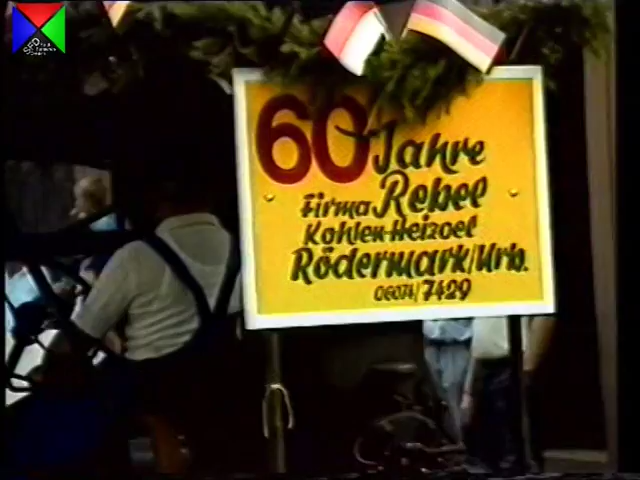 60 Jahre
Firma Rebel
Kohlen-Heizoel
Rödermark/Urb.
06074/7429